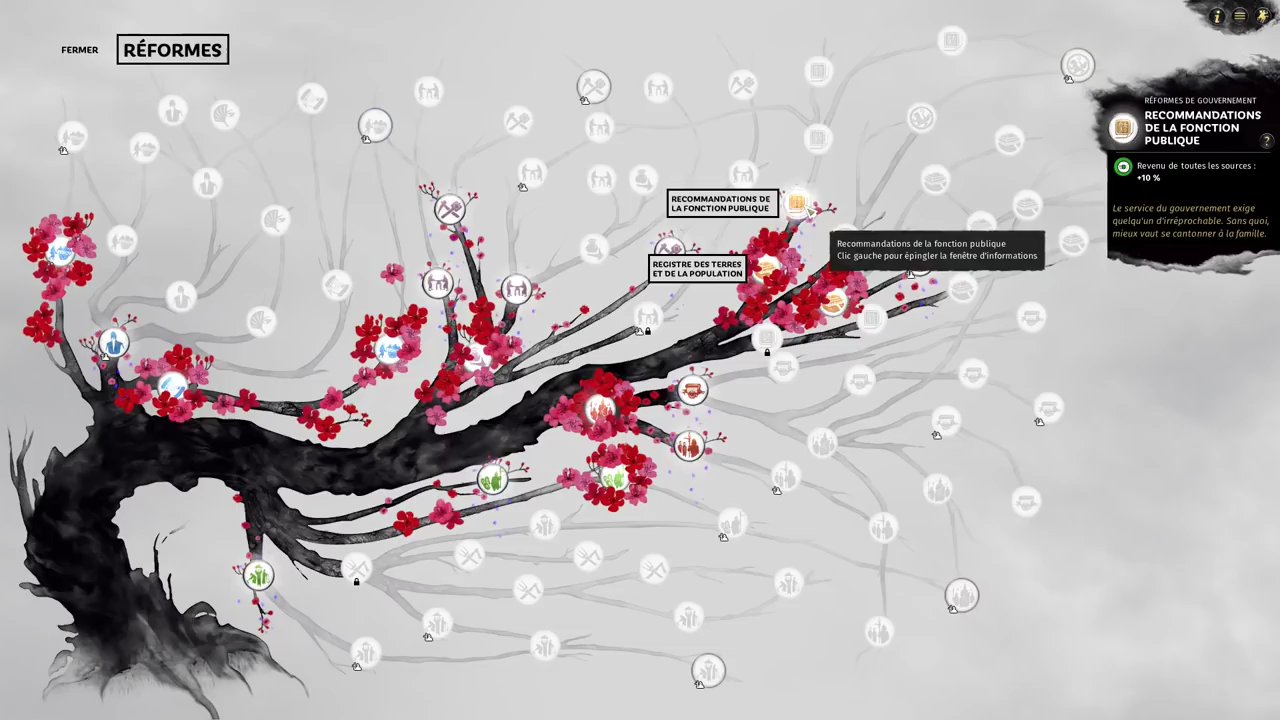 FERMER
RÉFORMES
RÉFORMES DE GOUVERNEMENT
RECOMMANDATIONS
DE LA FONCTION
PUBLIQUE
?
Revenu de toutes les sources :
+10 %
Le service du gouvernement exige
quelqu'un d'irréprochable. Sans quoi,
mieux vaut se cantonner à la famille.
RECOMMANDATIONS DE
LA FONCTION PUBLIQUE
Recommandations de la fonction publique
Clic gauche pour épingler la fenêtre d'informations
REGISTRE DES TERRES
ET DE LA POPULATION